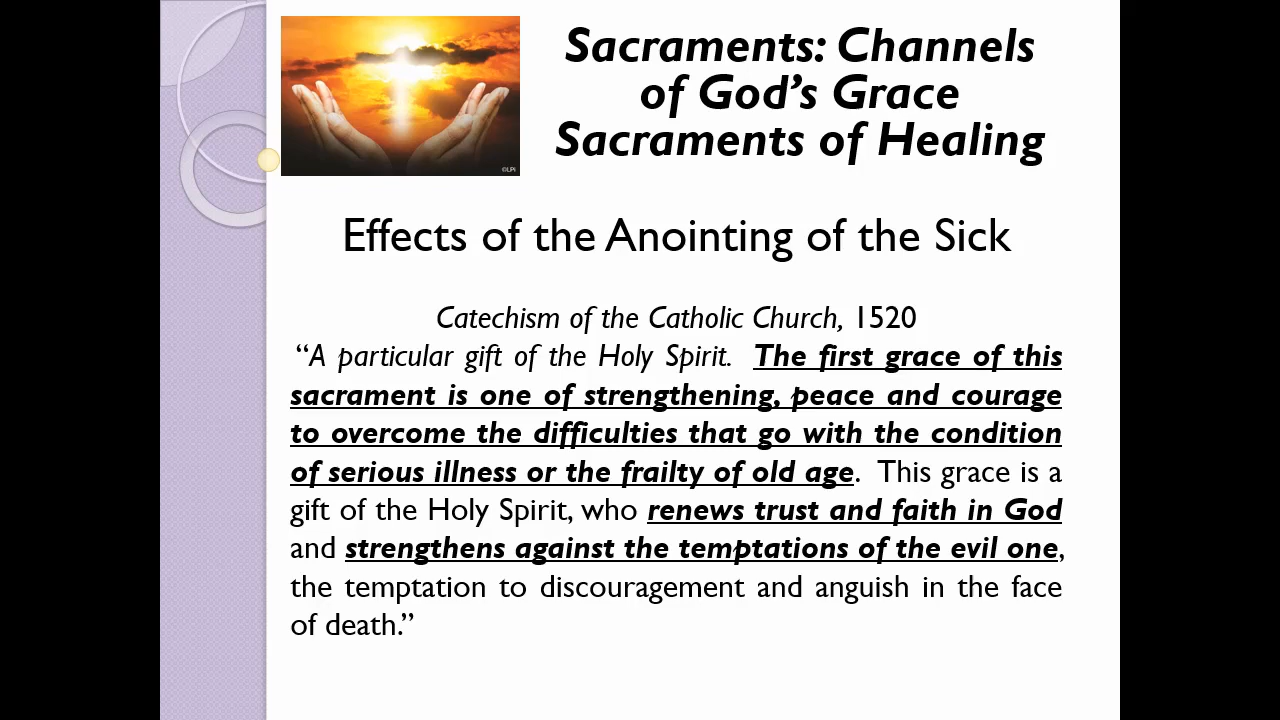 Sacraments: Channels
of God’s Grace
Sacraments of Healing
©LPi
Effects of the Anointing of the Sick
Catechism of the Catholic Church, 1520
“A particular gift of the Holy Spirit. The first grace of this
sacrament is one of strengthening, peace and courage
to overcome the difficulties that go with the condition
of serious illness or the frailty of old age. This grace is a
gift of the Holy Spirit, who renews trust and faith in God
and strengthens against the temptations of the evil one,
the temptation to discouragement and anguish in the face
of death.”